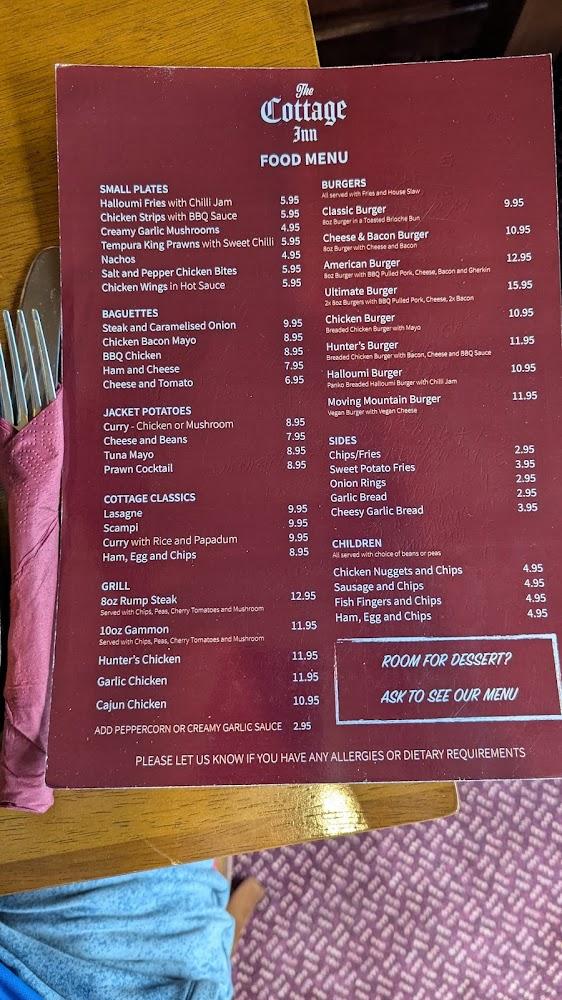 The
Cottage
Inn
FOOD MENU
SMALL PLATES
Halloumi Fries with Chilli Jam 5.95
Chicken Strips with BBQ Sauce 5.95
Creamy Garlic Mushrooms 4.95
Tempura King Prawns with Sweet Chilli 5.95
Nachos 4.95
Salt and Pepper Chicken Bites 5.95
Chicken Wings in Hot Sauce 5.95
BAGUETTES
Steak and Caramelised Onion 9.95
Chicken Bacon Mayo 8.95
BBQ Chicken 8.95
Ham and Cheese 7.95
Cheese and Tomato 6.95
JACKET POTATOES
Curry - Chicken or Mushroom 8.95
Cheese and Beans 7.95
Tuna Mayo 8.95
Prawn Cocktail 8.95
COTTAGE CLASSICS
Lasagne 9.95
Scampi 9.95
Curry with Rice and Papadum 9.95
Ham, Egg and Chips 8.95
GRILL
8oz Rump Steak 12.95
Served with Chips, Peas, Cherry Tomatoes and Mushroom
10oz Gammon 11.95
Served with Chips, Peas, Cherry Tomatoes and Mushroom
Hunter's Chicken 11.95
Garlic Chicken 11.95
Cajun Chicken 10.95
ADD PEPPERCORN OR CREAMY GARLIC SAUCE 2.95
BURGERS
All served with Fries and House Slaw
Classic Burger 9.95
8oz Burger in a Toasted Brioche Bun
Cheese & Bacon Burger 10.95
8oz Burger with Cheese and Bacon
American Burger 12.95
8oz Burger with BBQ Pulled Pork, Cheese, Bacon and Gherkin
Ultimate Burger 15.95
2x 8oz Burgers with BBQ Pulled Pork, Cheese, 2x Bacon
Chicken Burger 10.95
Breaded Chicken Burger with Mayo
Hunter's Burger 11.95
Breaded Chicken Burger with Bacon, Cheese and BBQ Sauce
Halloumi Burger 10.95
Panko Breaded Halloumi Burger with Chilli Jam
Moving Mountain Burger 11.95
Vegan Burger with Vegan Cheese
SIDES
Chips/Fries 2.95
Sweet Potato Fries 3.95
Onion Rings 2.95
Garlic Bread 2.95
Cheesy Garlic Bread 3.95
CHILDREN
All served with choice of beans or peas
Chicken Nuggets and Chips 4.95
Sausage and Chips 4.95
Fish Fingers and Chips 4.95
Ham, Egg and Chips 4.95
ROOM FOR DESSERT?
ASK TO SEE OUR MENU
PLEASE LET US KNOW IF YOU HAVE ANY ALLERGIES OR DIETARY REQUIREMENTS